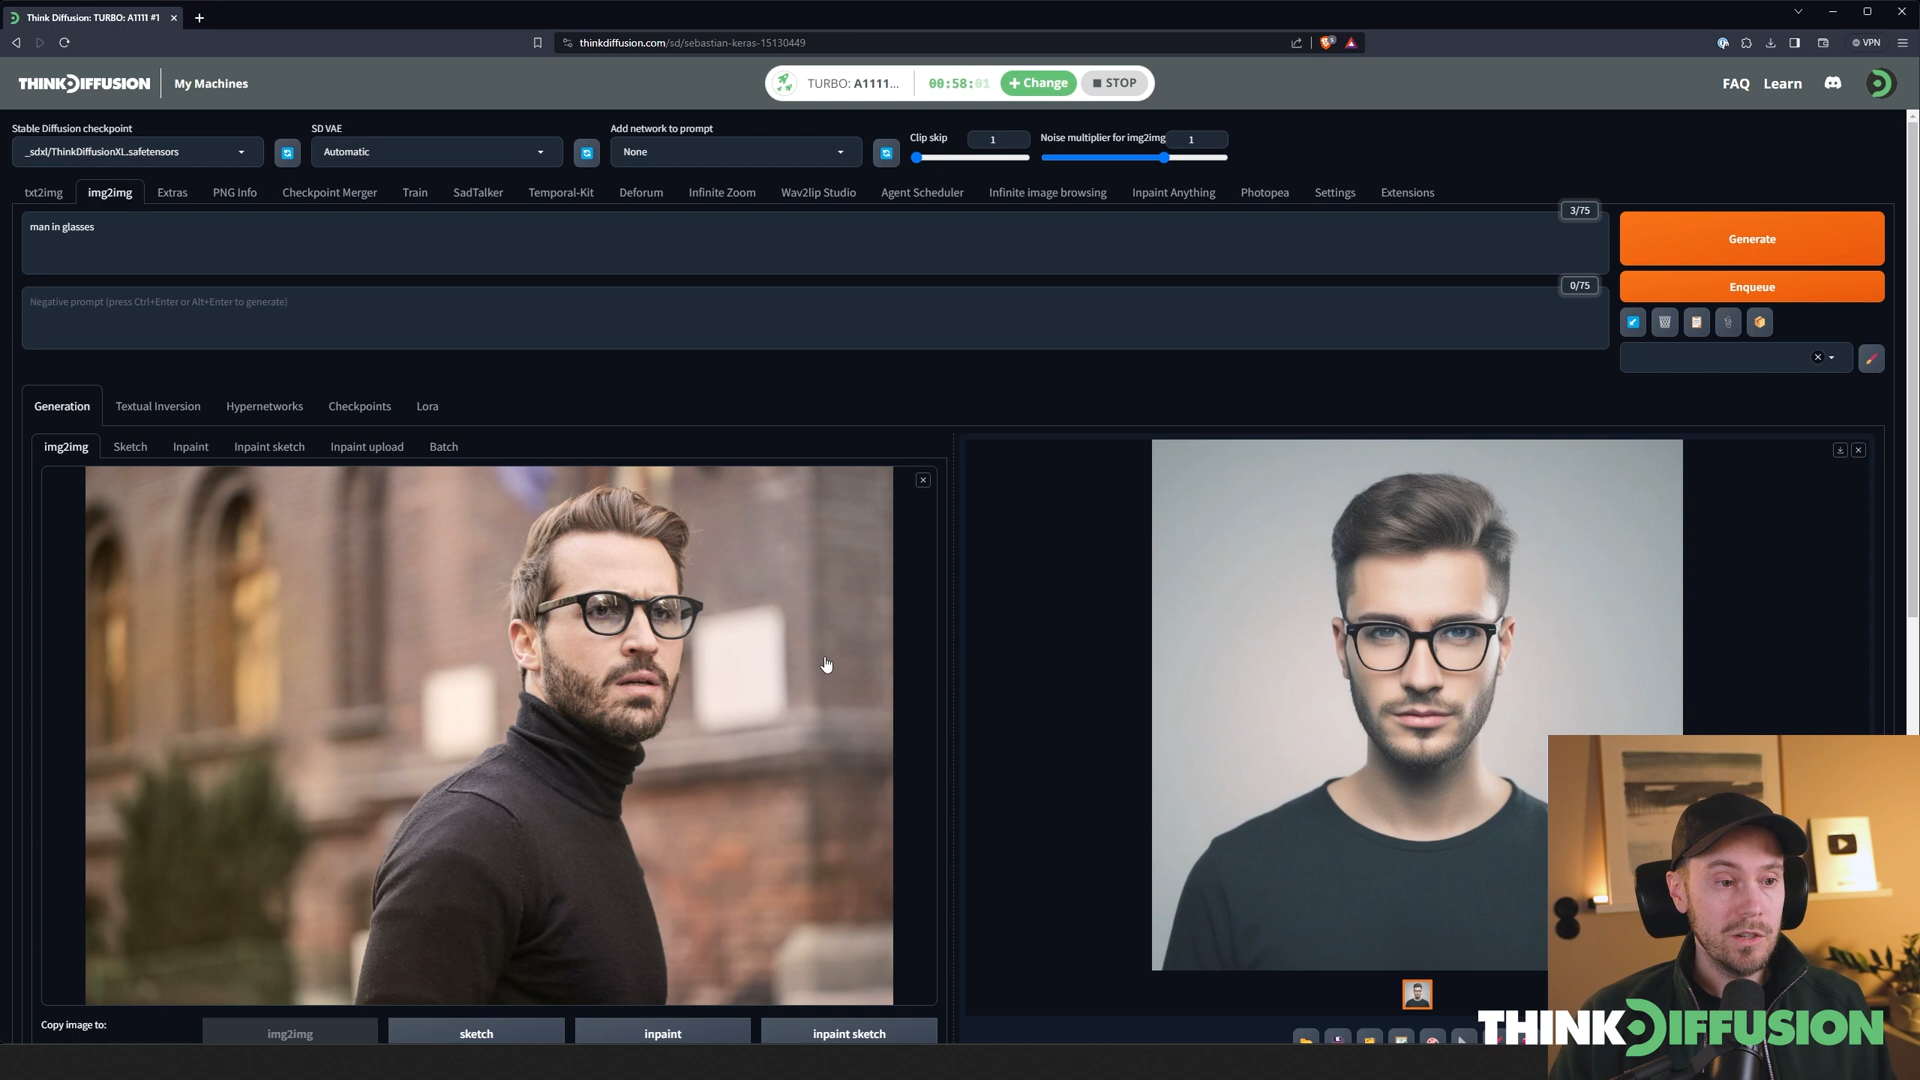 Think Diffusion: TURBO: A1111 #1
thinkdiffusion.com/sd/sebastian-keras-15130449
5
VPN
THINKDIFFUSION
My Machines
TURBO: A1111...
00:58:01
+ Change
STOP
FAQ
Learn
Stable Diffusion checkpoint
_sdxl/ThinkDiffusionXL.safetensors
SD VAE
Automatic
Add network to prompt
None
Clip skip
1
Noise multiplier for img2img
1
txt2img
img2img
Extras
PNG Info
Checkpoint Merger
Train
SadTalker
Temporal-Kit
Deforum
Infinite Zoom
Wav2lip Studio
Agent Scheduler
Infinite image browsing
Inpaint Anything
Photopea
Settings
Extensions
3/75
man in glasses
Generate
0/75
Negative prompt (press Ctrl+Enter or Alt+Enter to generate)
Enqueue
Generation
Textual Inversion
Hypernetworks
Checkpoints
Lora
img2img
Sketch
Inpaint
Inpaint sketch
Inpaint upload
Batch
Copy image to:
img2img
sketch
inpaint
inpaint sketch
THINKDIFFUSION